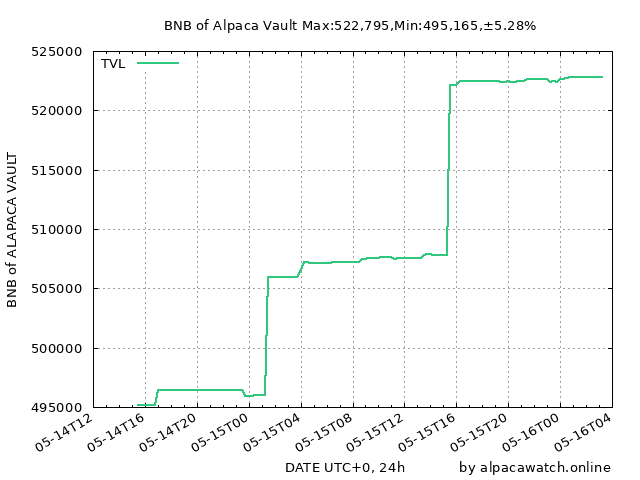 BNB of Alpaca Vault Max:522,795,Min:495,165,±5.28%
TVL
BNB of ALAPACA VAULT
525000
520000
515000
510000
505000
500000
495000
05-14T12
05-14T16
05-14T20
05-15T00
05-15T04
05-15T08
05-15T12
05-15T16
05-15T20
05-16T00
05-16T04
DATE UTC+0, 24h
by alpacawatch.online